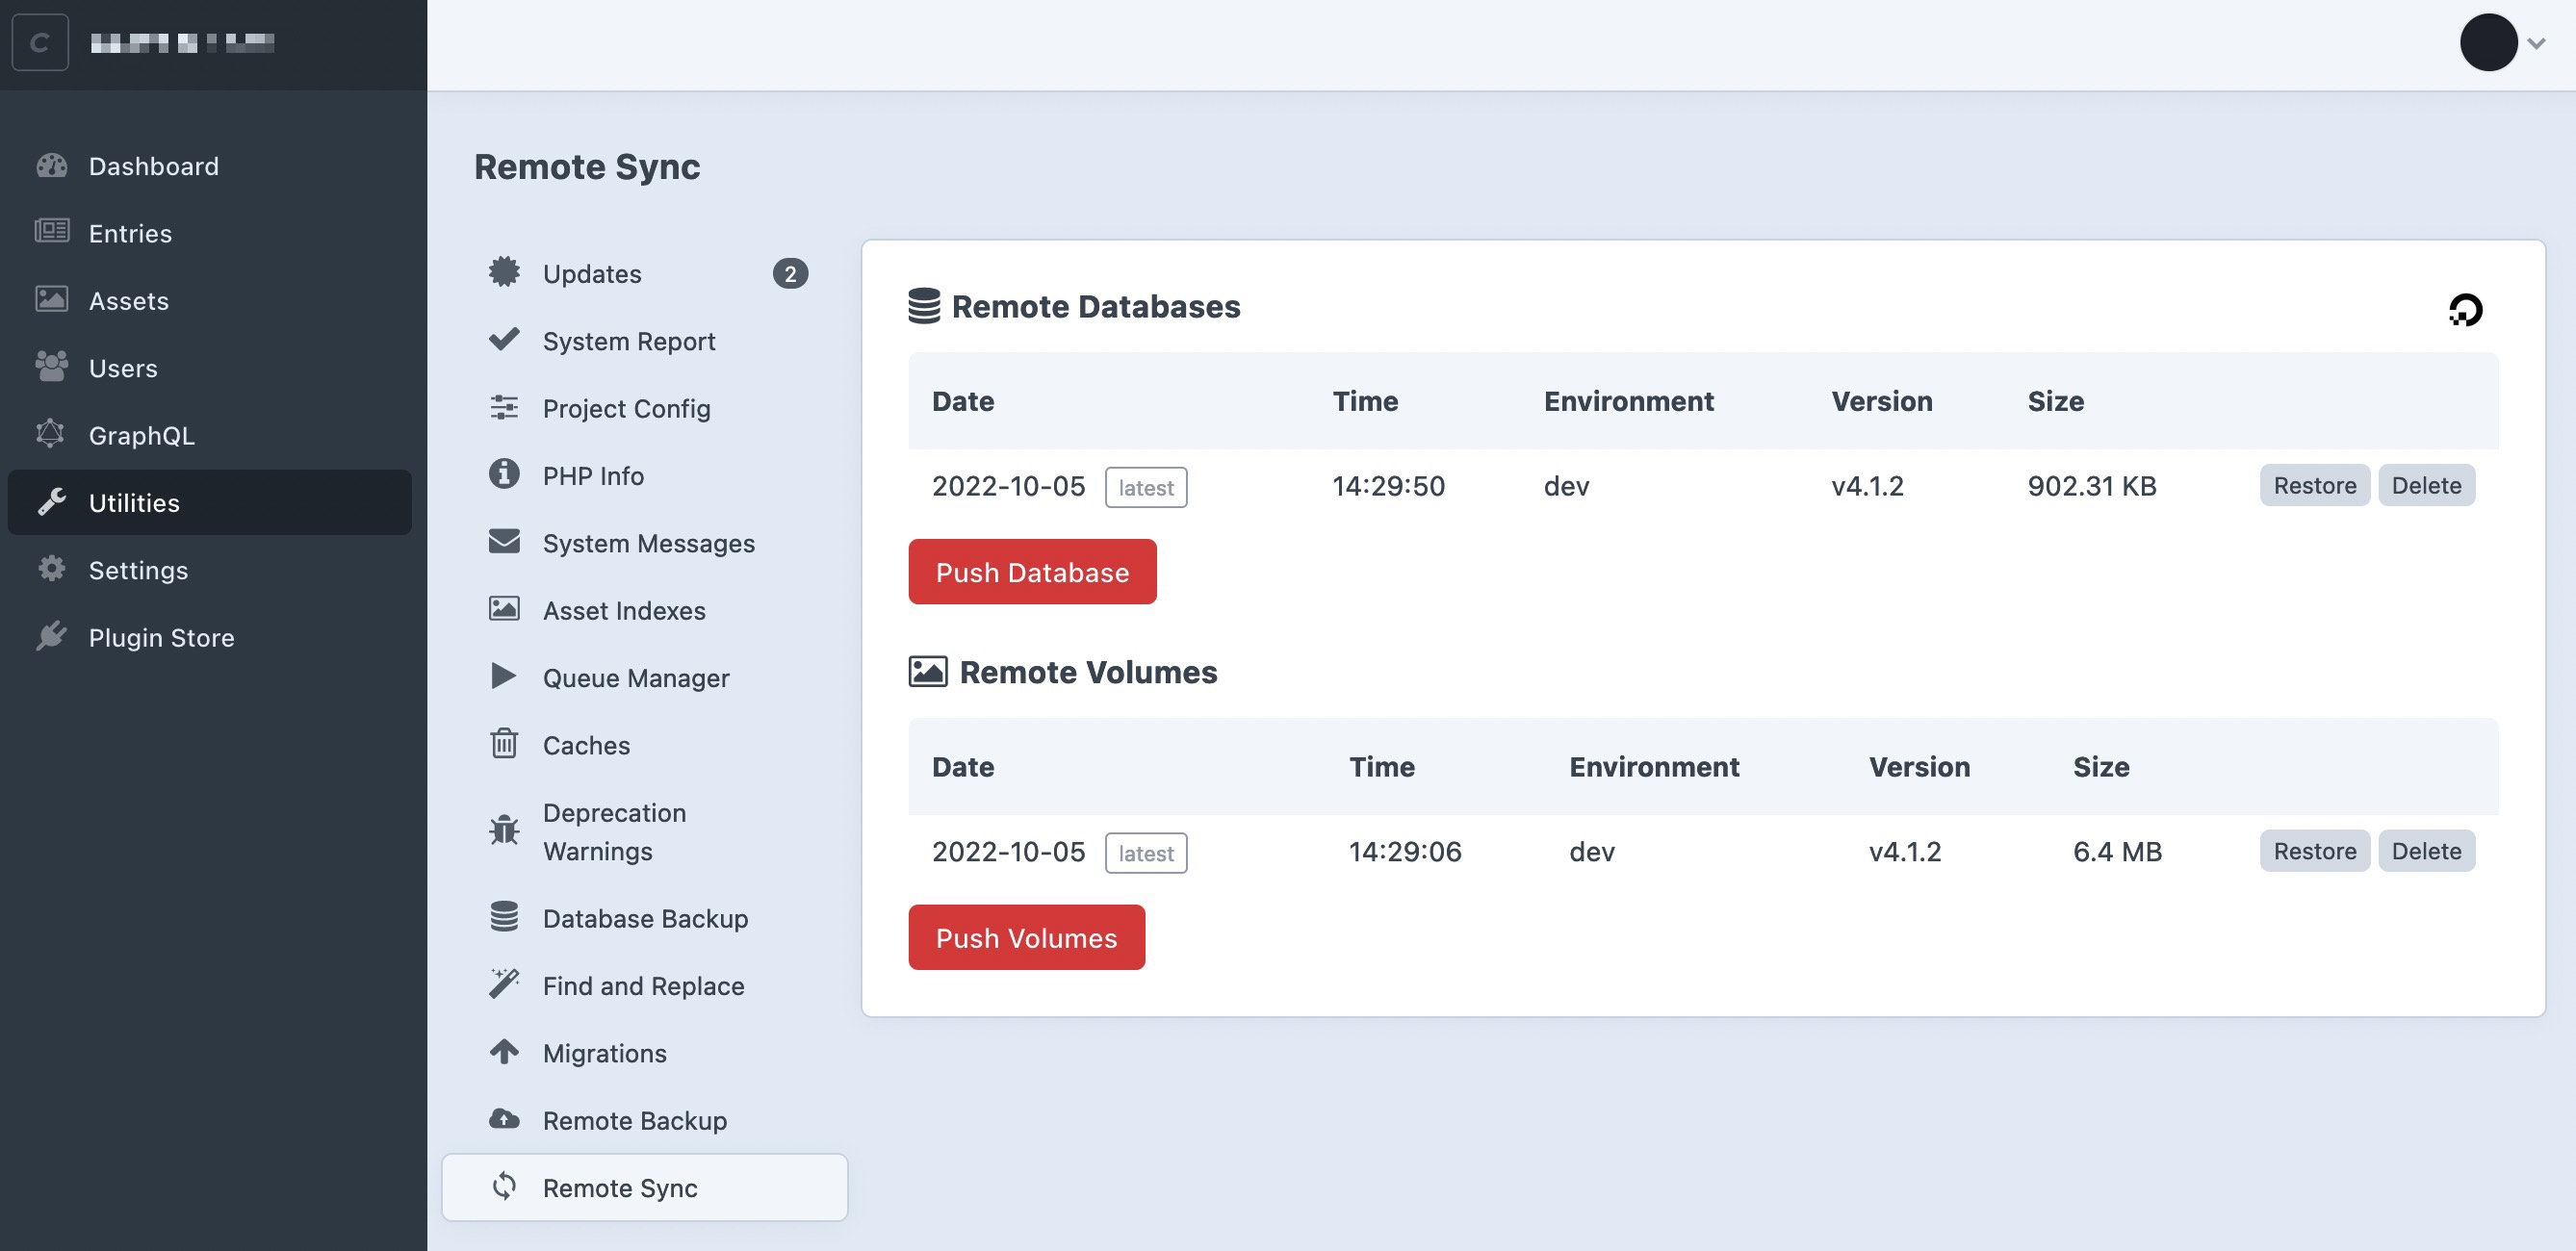 C
Dashboard
Entries
Assets
Users
GraphQL
Utilities
Settings
Plugin Store
Remote Sync
Updates 2
System Report
Project Config
PHP Info
System Messages
Asset Indexes
Queue Manager
Caches
Deprecation
Warnings
Database Backup
Find and Replace
Migrations
Remote Backup
Remote Sync
Remote Databases
Date Time Environment Version Size
2022-10-05 latest 14:29:50 dev v4.1.2 902.31 KB Restore Delete
Push Database
Remote Volumes
Date Time Environment Version Size
2022-10-05 latest 14:29:06 dev v4.1.2 6.4 MB Restore Delete
Push Volumes